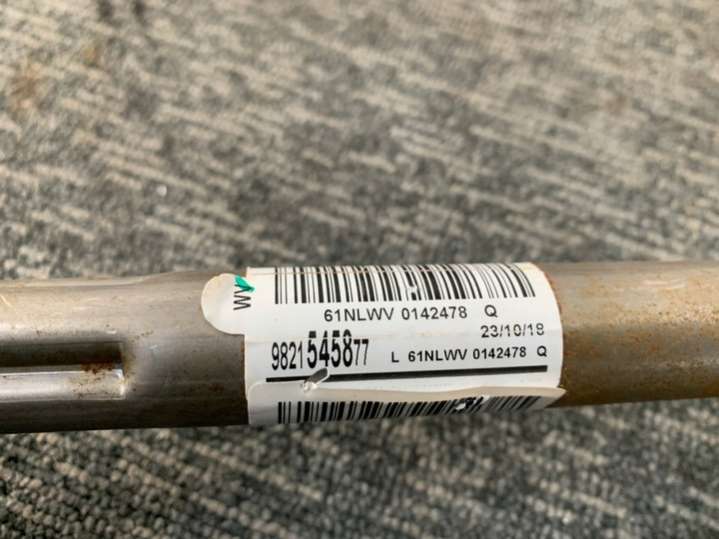 WV
61NLWV 0142478 Q
23/10/18
9821545877
L 61NLWV 0142478 Q